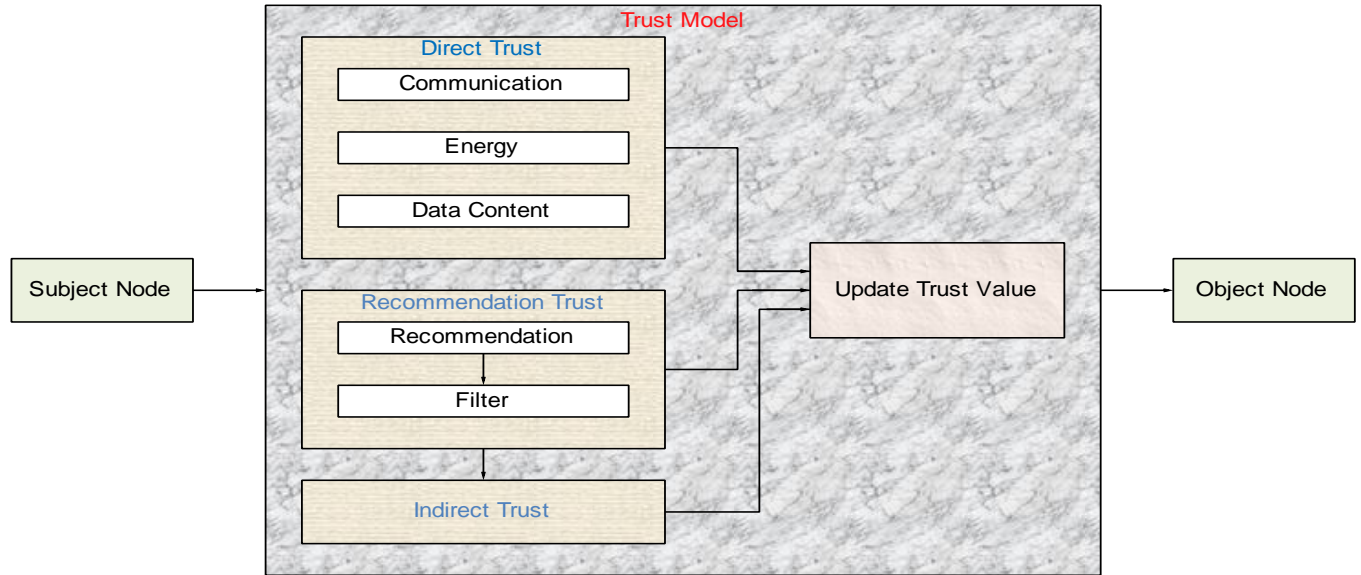 Trust Model
Direct Trust
Communication
Energy
Data Content
Subject Node
Recommendation Trust
Recommendation
Filter
Indirect Trust
Update Trust Value
Object Node